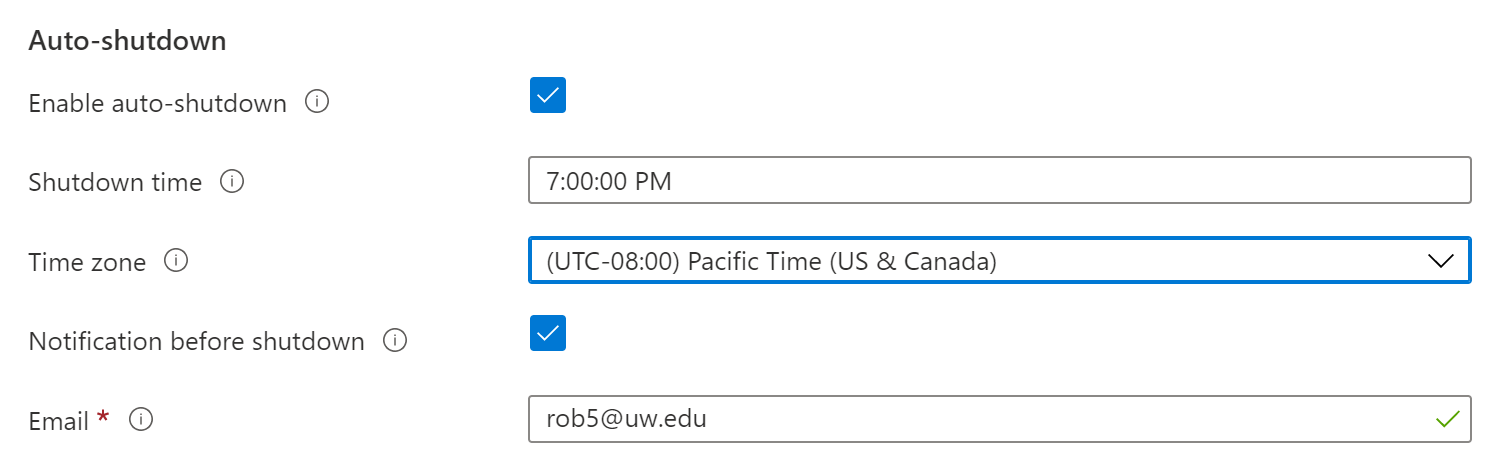 Auto-shutdown
Enable auto-shutdown
Shutdown time
7:00:00 PM
Time zone
(UTC-08:00) Pacific Time (US & Canada)
Notification before shutdown
Email *
rob5@uw.edu